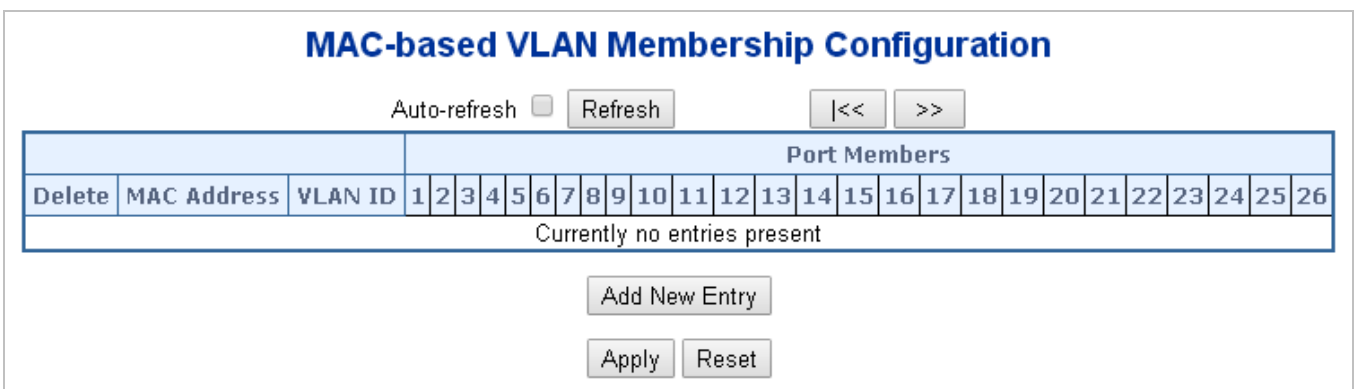 MAC-based VLAN Membership Configuration
Auto-refresh Refresh |<< >>
Port Members
Delete MAC Address VLAN ID 1 2 3 4 5 6 7 8 9 10 11 12 13 14 15 16 17 18 19 20 21 22 23 24 25 26
Currently no entries present
Add New Entry
Apply Reset